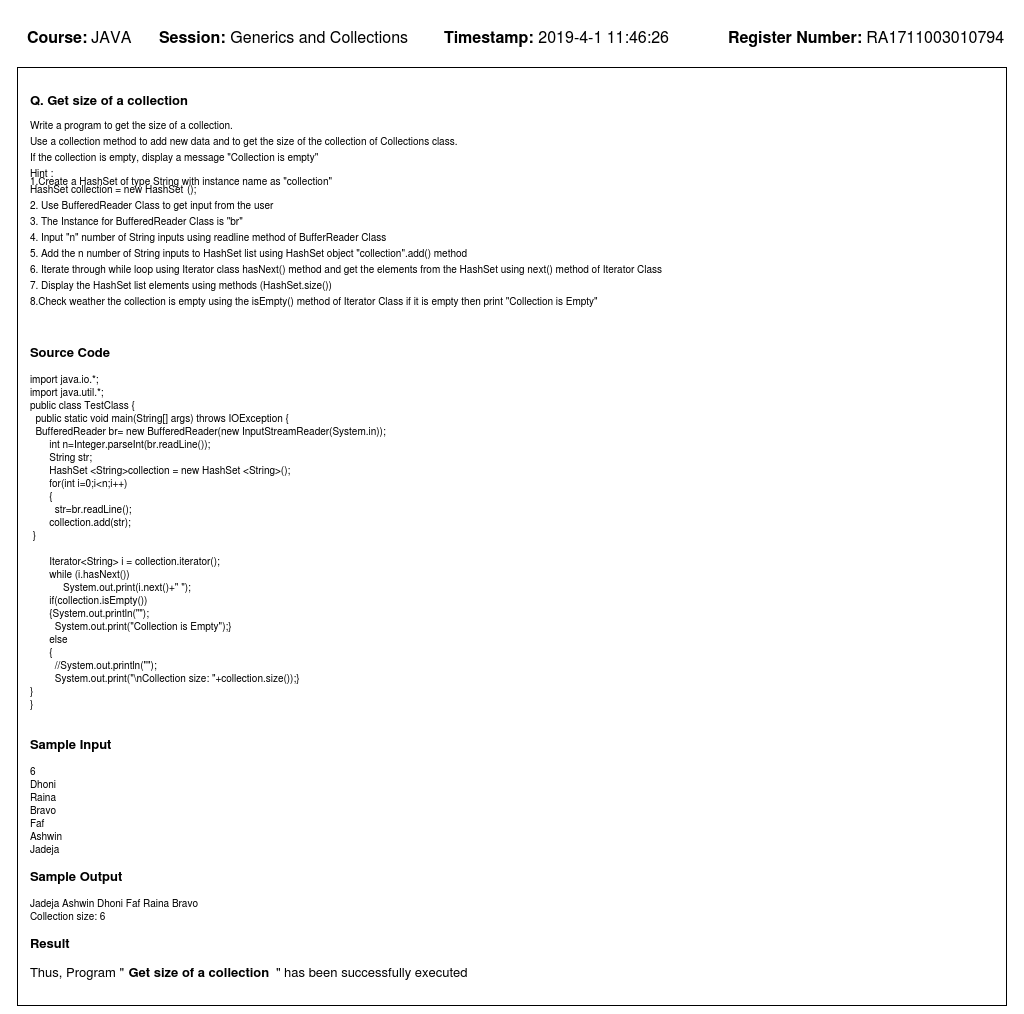 Course: JAVA Session: Generics and Collections Timestamp: 2019-4-1 11:46:26 Register Number: RA1711003010794
Q. Get size of a collection
Write a program to get the size of a collection.
Use a collection method to add new data and to get the size of the collection of Collections class.
If the collection is empty, display a message "Collection is empty"
Hint :
1.Create a HashSet of type String with instance name as "collection"
HashSet collection = new HashSet ();
2. Use BufferedReader Class to get input from the user
3. The Instance for BufferedReader Class is "br"
4. Input "n" number of String inputs using readline method of BufferReader Class
5. Add the n number of String inputs to HashSet list using HashSet object "collection".add() method
6. Iterate through while loop using Iterator class hasNext() method and get the elements from the HashSet using next() method of Iterator Class
7. Display the HashSet list elements using methods (HashSet.size())
8.Check weather the collection is empty using the isEmpty() method of Iterator Class if it is empty then print "Collection is Empty"
Source Code
import java.io.*;
import java.util.*;
public class TestClass {
public static void main(String[] args) throws IOException {
BufferedReader br= new BufferedReader(new InputStreamReader(System.in));
int n=Integer.parseInt(br.readLine());
String str;
HashSet <String>collection = new HashSet <String>();
for(int i=0;i<n;i++)
{
str=br.readLine();
collection.add(str);
}
Iterator<String> i = collection.iterator();
while (i.hasNext())
System.out.print(i.next()+" ");
if(collection.isEmpty())
{System.out.println("");
System.out.print("Collection is Empty");}
else
{
//System.out.println("");
System.out.print("\nCollection size: "+collection.size());}
}
}
Sample Input
6
Dhoni
Raina
Bravo
Faf
Ashwin
Jadeja
Sample Output
Jadeja Ashwin Dhoni Faf Raina Bravo
Collection size: 6
Result
Thus, Program " Get size of a collection " has been successfully executed